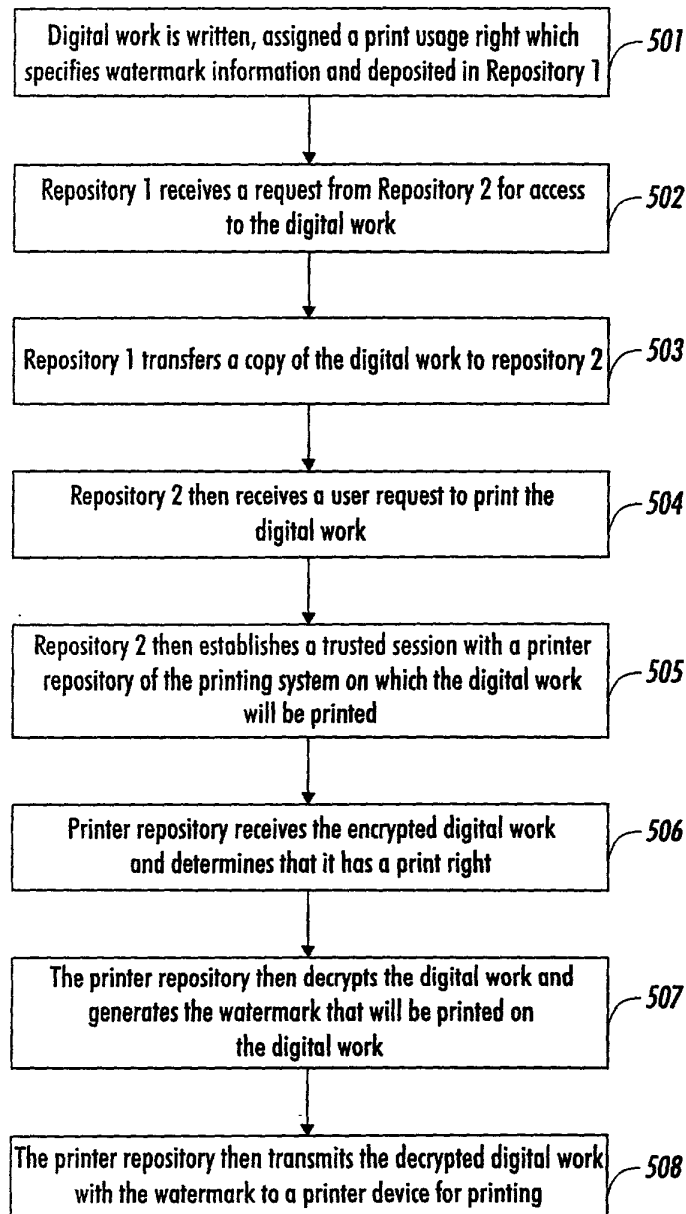 Digital work is written, assigned a print usage right which
specifies watermark information and deposited in Repository 1
501
Repository 1 receives a request from Repository 2 for access
to the digital work
502
Repository 1 transfers a copy of the digital work to repository 2
503
Repository 2 then receives a user request to print the
digital work
504
Repository 2 then establishes a trusted session with a printer
repository of the printing system on which the digital work
will be printed
505
Printer repository receives the encrypted digital work
and determines that it has a print right
506
The printer repository then decrypts the digital work and
generates the watermark that will be printed on
the digital work
507
The printer repository then transmits the decrypted digital work
with the watermark to a printer device for printing
508